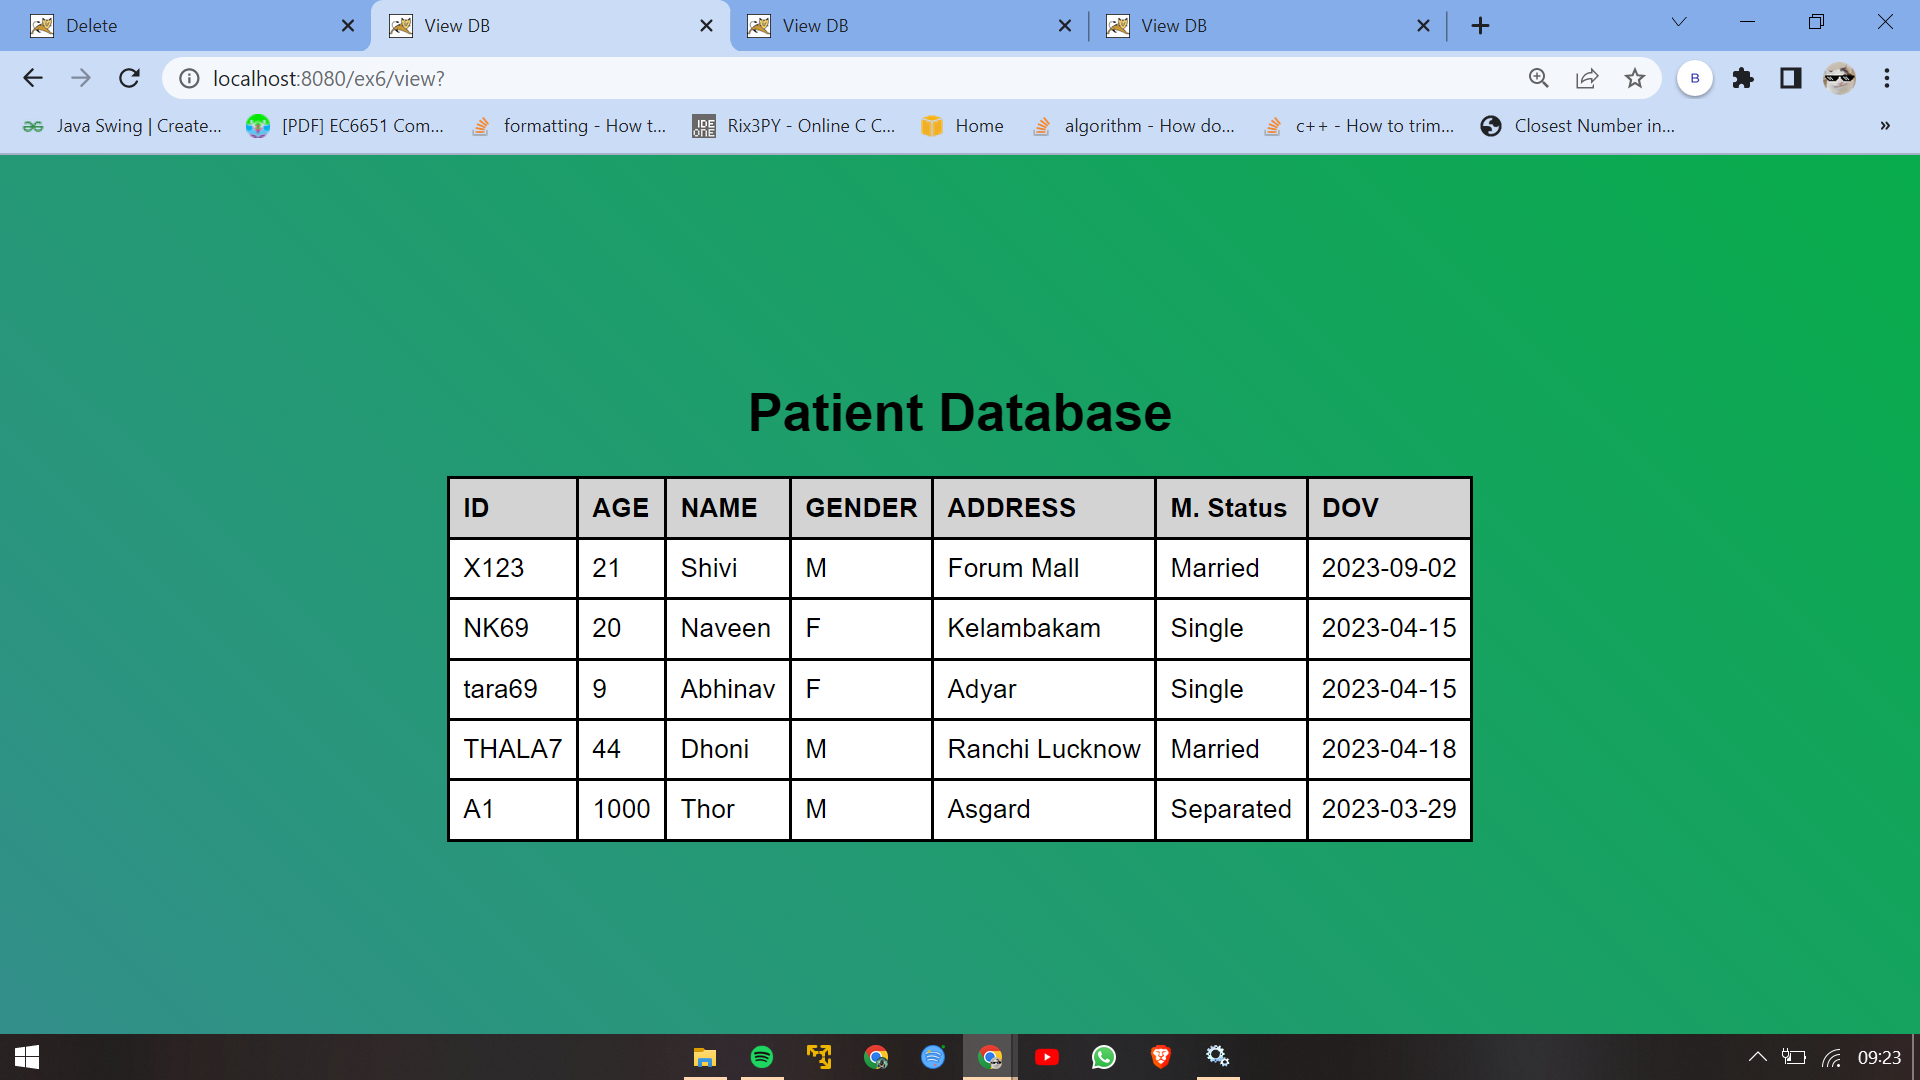 Delete View DB View DB View DB
localhost:8080/ex6/view? B
Java Swing | Create... [PDF] EC6651 Com... formatting - How t... IDE ONE Rix3PY - Online C C... Home algorithm - How do... c++ - How to trim... Closest Number in... »
Patient Database
ID AGE NAME GENDER ADDRESS M. Status DOV
X123 21 Shivi M Forum Mall Married 2023-09-02
NK69 20 Naveen F Kelambakam Single 2023-04-15
tara69 9 Abhinav F Adyar Single 2023-04-15
THALA7 44 Dhoni M Ranchi Lucknow Married 2023-04-18
A1 1000 Thor M Asgard Separated 2023-03-29
09:23